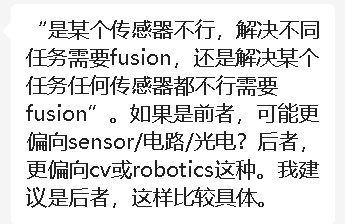 “是某个传感器不行，解决不同
任务需要fusion，还是解决某个
任务任何传感器都不行需要
fusion”。如果是前者，可能更
偏向sensor/电路/光电？后者，
更偏向cv或robotics这种。我建
议是后者，这样比较具体。